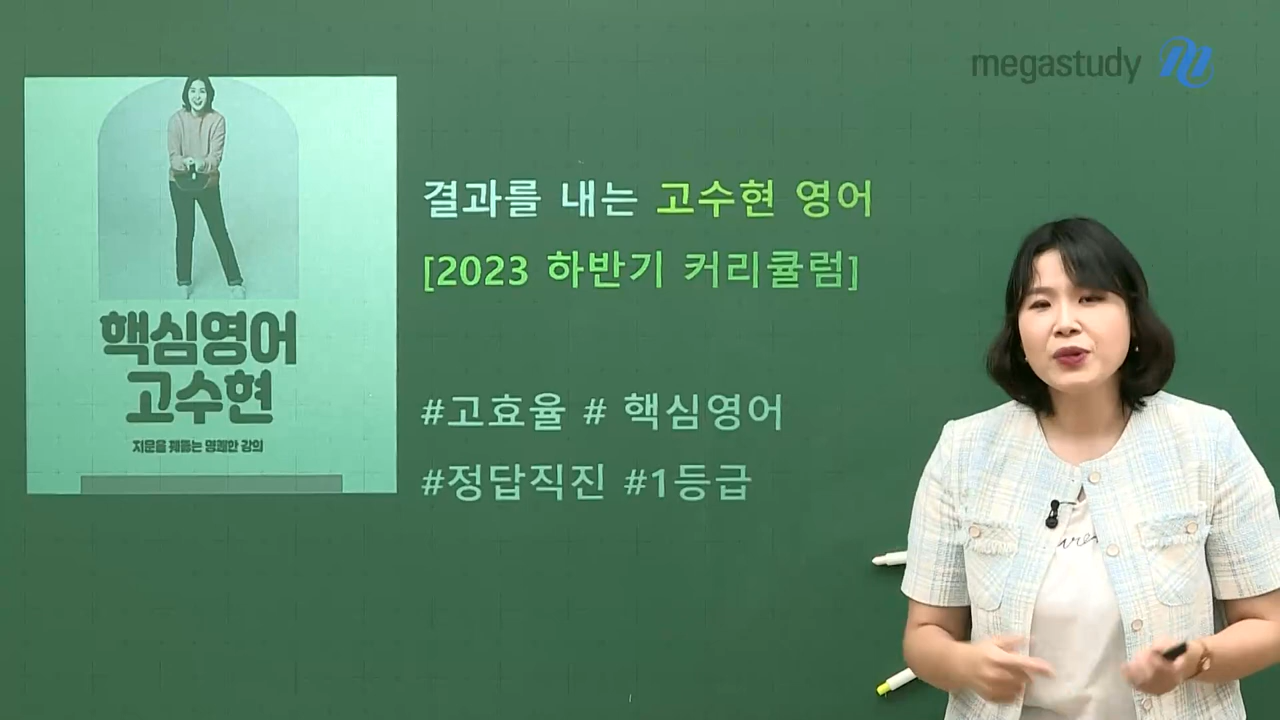 megastudy
결과를 내는 고수현 영어
[2023 하반기 커리큘럼]
#고효율 # 핵심영어
#정답직진 #1등급
핵심영어
고수현
지문을 꿰뚫는 명쾌한 강의